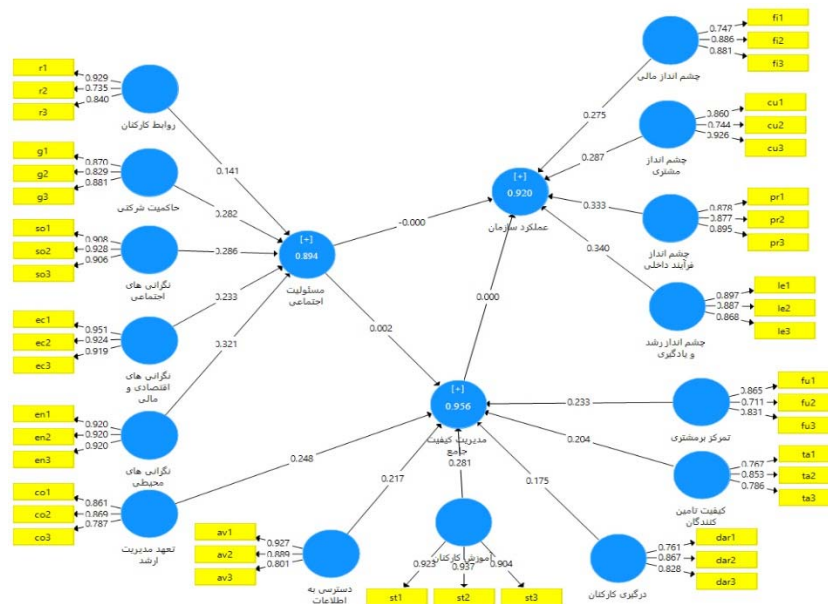 r1
r2
r3
0.929
0.735
0.840
روابط کارکنان
0.141
g1
g2
g3
0.870
0.829
0.881
حاکمیت شرکتی
0.282
so1
so2
so3
0.908
0.928
0.906
نگرانی های
اجتماعی
0.286
ec1
ec2
ec3
0.951
0.924
0.919
نگرانی های
اقتصادی و
مالی
0.233
en1
en2
en3
0.920
0.920
0.920
نگرانی های
محیطی
0.321
co1
co2
co3
0.861
0.869
0.787
تعهد مدیریت
ارشد
0.248
[+]
0.894
مسئولیت
اجتماعی
-0.000
0.002
[+]
0.920
عملکرد سازمان
0.000
[+]
0.956
مدیریت کیفیت
جامع
fi1
fi2
fi3
0.747
0.886
0.881
چشم انداز مالی
0.275
cu1
cu2
cu3
0.860
0.744
0.926
چشم انداز
مشتری
0.287
pr1
pr2
pr3
0.878
0.877
0.895
چشم انداز
فرآیند داخلی
0.333
le1
le2
le3
0.897
0.887
0.868
چشم انداز رشد
و یادگیری
0.340
fu1
fu2
fu3
0.865
0.711
0.831
تمرکز برمشتری
0.233
ta1
ta2
ta3
0.767
0.853
0.786
کیفیت تامین
کنندگان
0.204
dar1
dar2
dar3
0.761
0.867
0.828
درگیری کارکنان
0.175
av1
av2
av3
0.927
0.889
0.801
دسترسی به
اطلاعات
0.217
آموزش کارکنان
0.281
0.923
0.937
0.904
st1
st2
st3